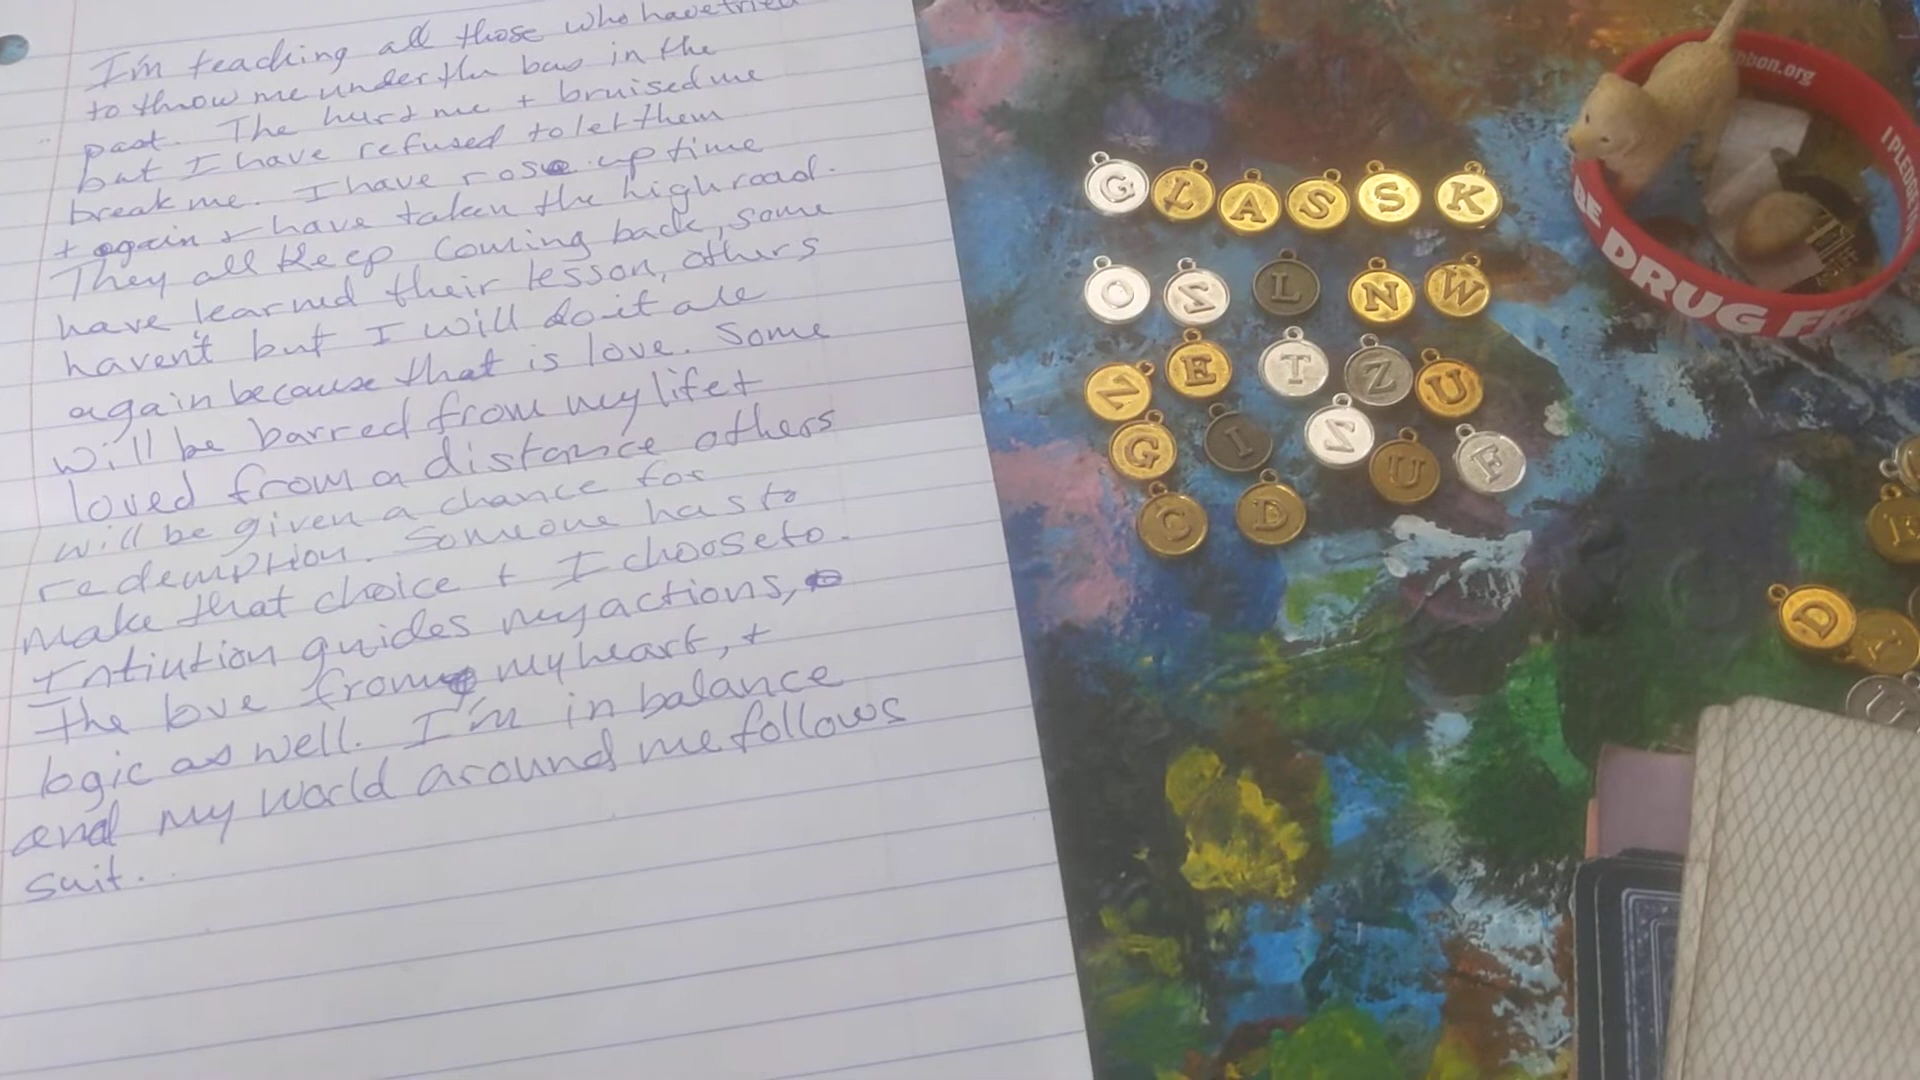 I'm teaching all those who have tried
to throw me under the bus in the
past. The hurt me + bruised me
but I have refused to let them
break me. I have rose up time
+ again + have taken the high road.
They all keep coming back, some
have learned their lesson, others
haven't but I will do it all
again because that is love. Some
will be barred from my life +
loved from a distance others
will be given a chance for
redemption. Someone has to
make that choice + I choose to.
Intiution guides my actions,
the love from my heart, +
logic as well. I'm in balance
and my world around me follows
suit.
G L A S S K
O Z L N W
N E T Z U
G I Z U F
C D
bbon.org
I PLEDGE
BE DRUG FR
R
D A
U